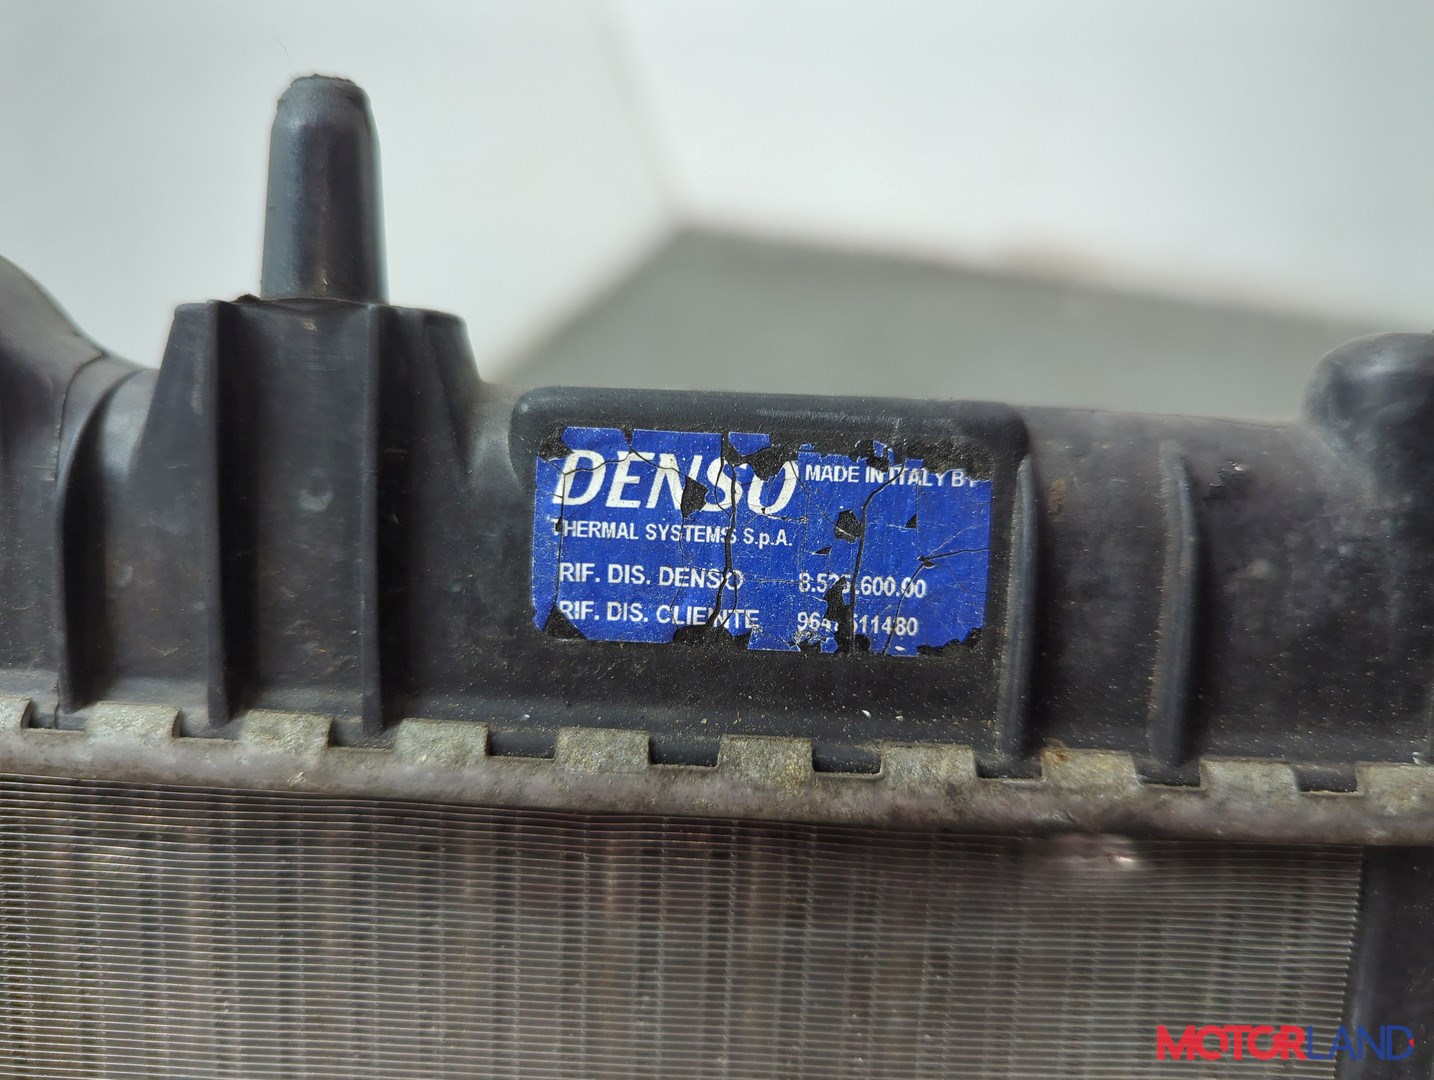 DENSO MADE IN ITALY BY
THERMAL SYSTEMS S.p.A.
RIF. DIS. DENSO
RIF. DIS. CLIENTE
MOTORLAND